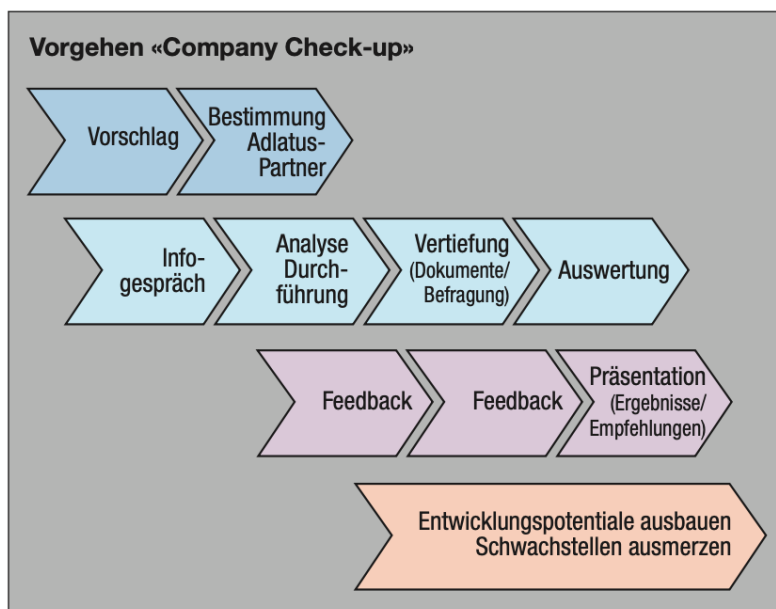 Vorgehen «Company Check-up»
Vorschlag
Bestimmung
Adlatus-
Partner
Info-
gespräch
Analyse
Durch-
führung
Vertiefung
(Dokumente/
Befragung)
Auswertung
Feedback
Feedback
Präsentation
(Ergebnisse/
Empfehlungen)
Entwicklungspotentiale ausbauen
Schwachstellen ausmerzen